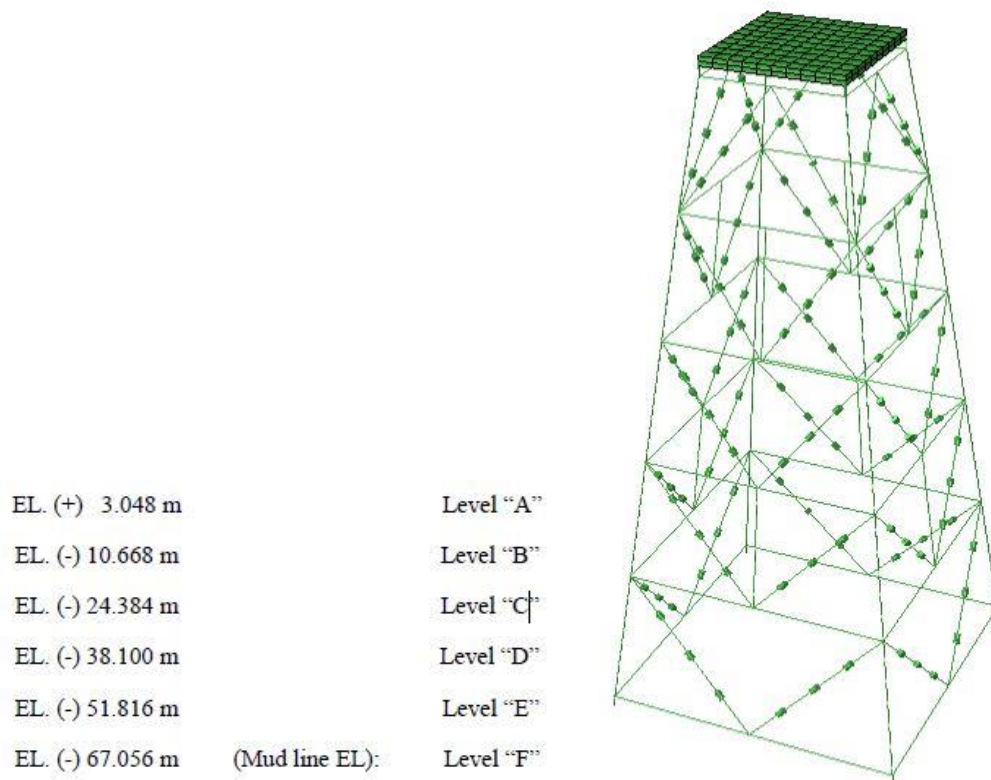 EL. (+) 3.048 m Level “A”
EL. (-) 10.668 m Level “B”
EL. (-) 24.384 m Level “C”
EL. (-) 38.100 m Level “D”
EL. (-) 51.816 m Level “E”
EL. (-) 67.056 m (Mud line EL): Level “F”